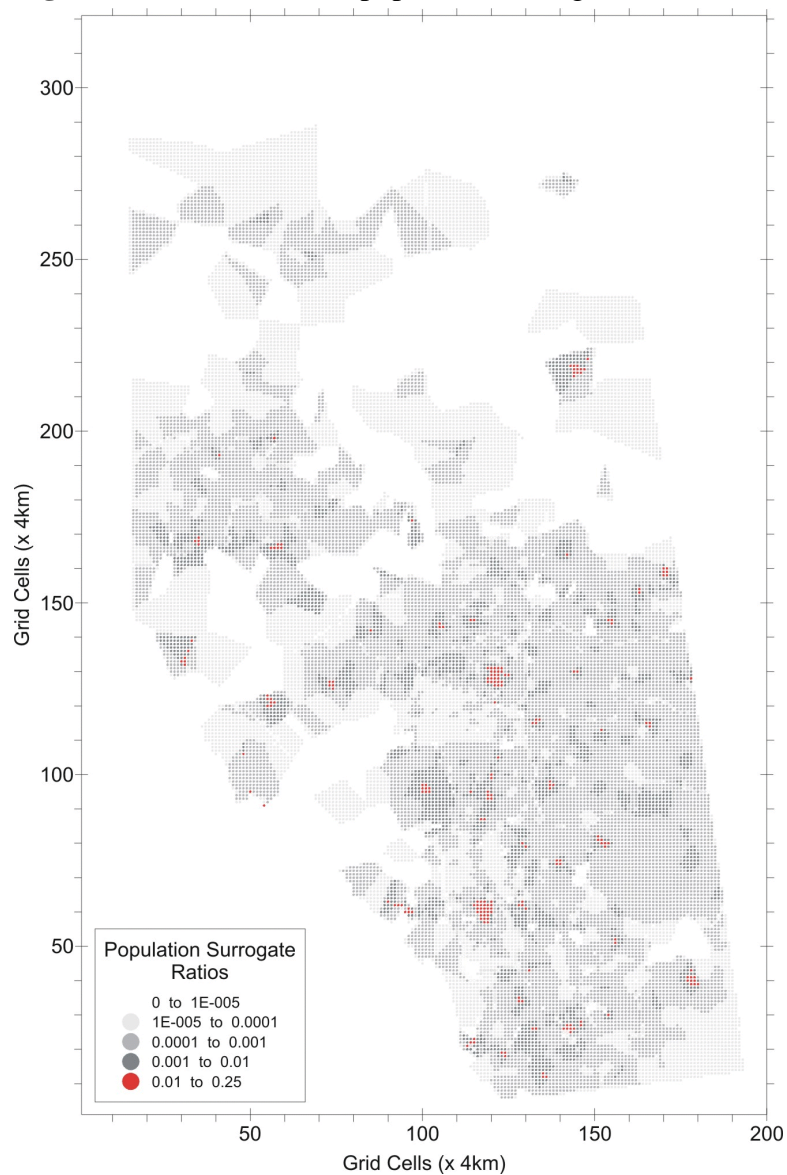 300
250
200
150
100
50
Grid Cells (x 4km)
Population Surrogate
Ratios
0 to 1E-005
1E-005 to 0.0001
0.0001 to 0.001
0.001 to 0.01
0.01 to 0.25
50
100
150
200
Grid Cells (x 4km)